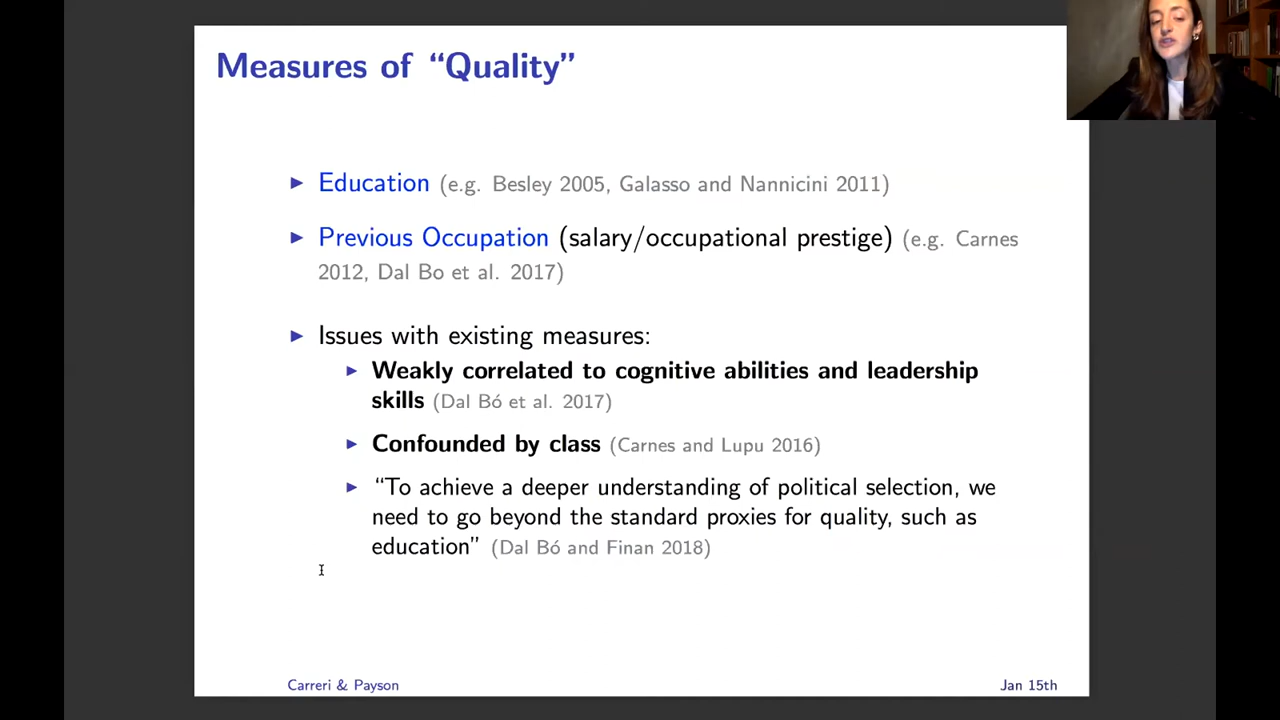 Measures of “Quality”
▶ Education (e.g. Besley 2005, Galasso and Nannicini 2011)
▶ Previous Occupation (salary/occupational prestige) (e.g. Carnes
2012, Dal Bo et al. 2017)
▶ Issues with existing measures:
▶ Weakly correlated to cognitive abilities and leadership
skills (Dal Bó et al. 2017)
▶ Confounded by class (Carnes and Lupu 2016)
▶ “To achieve a deeper understanding of political selection, we
need to go beyond the standard proxies for quality, such as
education” (Dal Bó and Finan 2018)
Carreri & Payson
Jan 15th